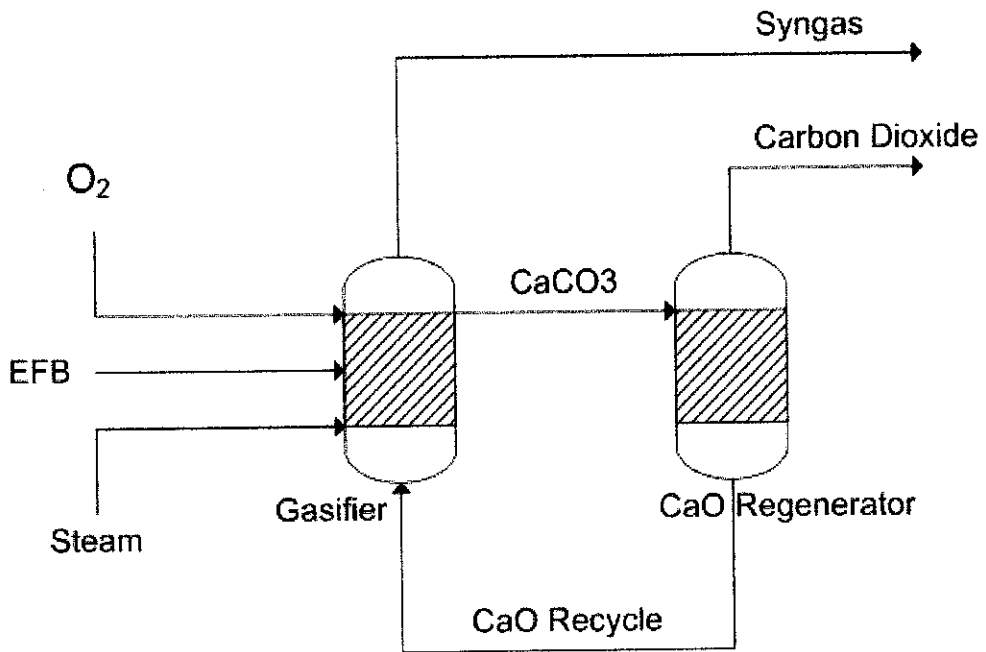 Syngas
Carbon Dioxide
O₂
CaCO3
EFB
Gasifier
CaO Regenerator
Steam
CaO Recycle